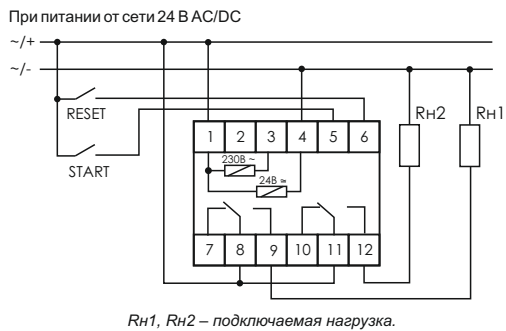 При питании от сети 24 В AC/DC
~/+
~/-
RESET
START
Rн2
Rн1
1 2 3 4 5 6
230В ~
24В ≂
7 8 9 10 11 12
Rн1, Rн2 – подключаемая нагрузка.